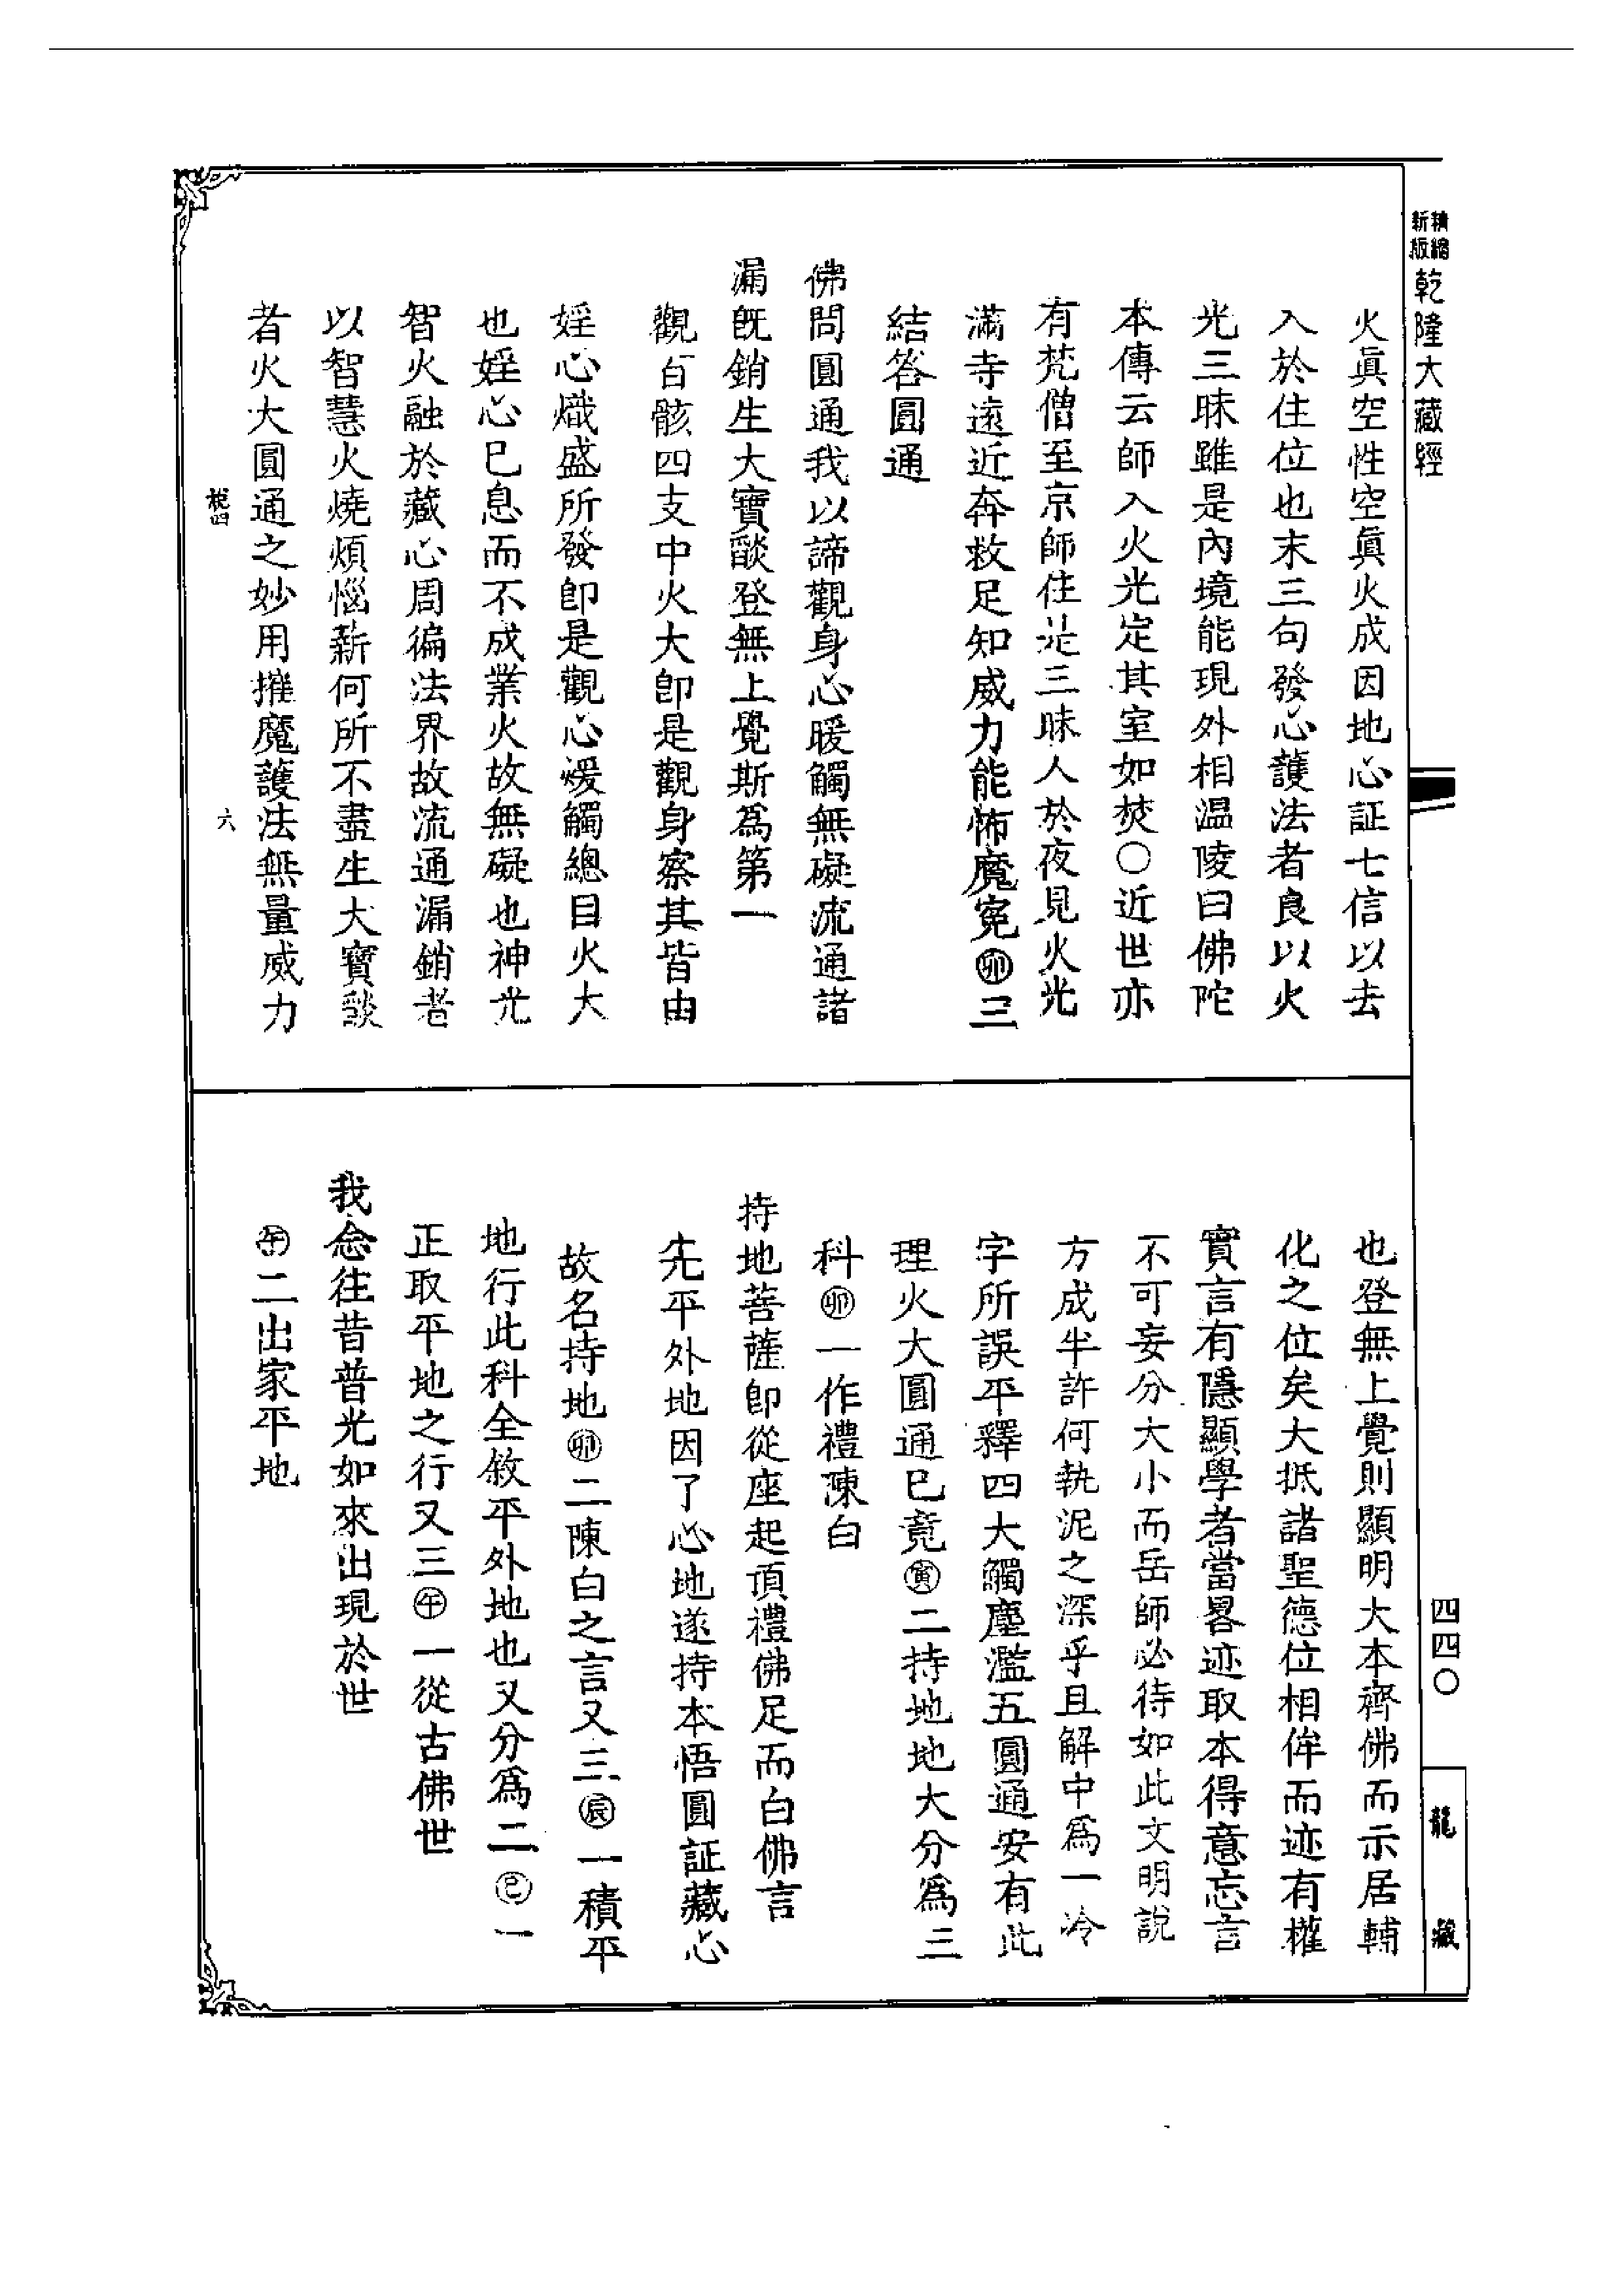 精縮新版
乾隆大藏經
火真空性空真火成因地心証七信以去
入於住位也末三句發心護法者良以火
光三昧雖是內境能現外相温陵曰佛陀
本傳云師入火光定其室如焚〇近世亦
有梵僧至京師住是三昧人於夜見火光
滿寺遠近奔救足知威力能怖魔寃㊞三
結答圓通
佛問圓通我以諦觀身心暖觸無礙流通諸
漏旣銷生大寶燄登無上覺斯爲第一
觀百骸四支中火大卽是觀身察其皆由
婬心熾盛所發卽是觀心煖觸總目火大
也婬心已息而不成業火故無礙也神光
智火融於藏心周徧法界故流通漏銷者
以智慧火燒煩惱薪何所不盡生大寶燄
者火大圓通之妙用摧魔護法無量威力
六
也登無上覺則顯明大本齊佛而示居輔
化之位矣大抵諸聖德位相侔而迹有權
實言有隱顯學者當畧迹取本得意忘言
不可妄分大小而岳師必待如此文明說
方成半許何執泥之深乎且解中爲一冷
字所誤平釋四大觸塵濫五圓通安有此
理火大圓通已竟寅二持地地大分爲三
科卯一作禮陳白
持地菩薩卽從座起頂禮佛足而白佛言
先平外地因了心地遂持本悟圓証藏心
故名持地卯二陳白之言又三辰一積平
地行此科全敘平外地也又分爲二巳一
正取平地之行又三午一從古佛世
我念往昔普光如來出現於世
午二出家平地
四四〇
龍藏